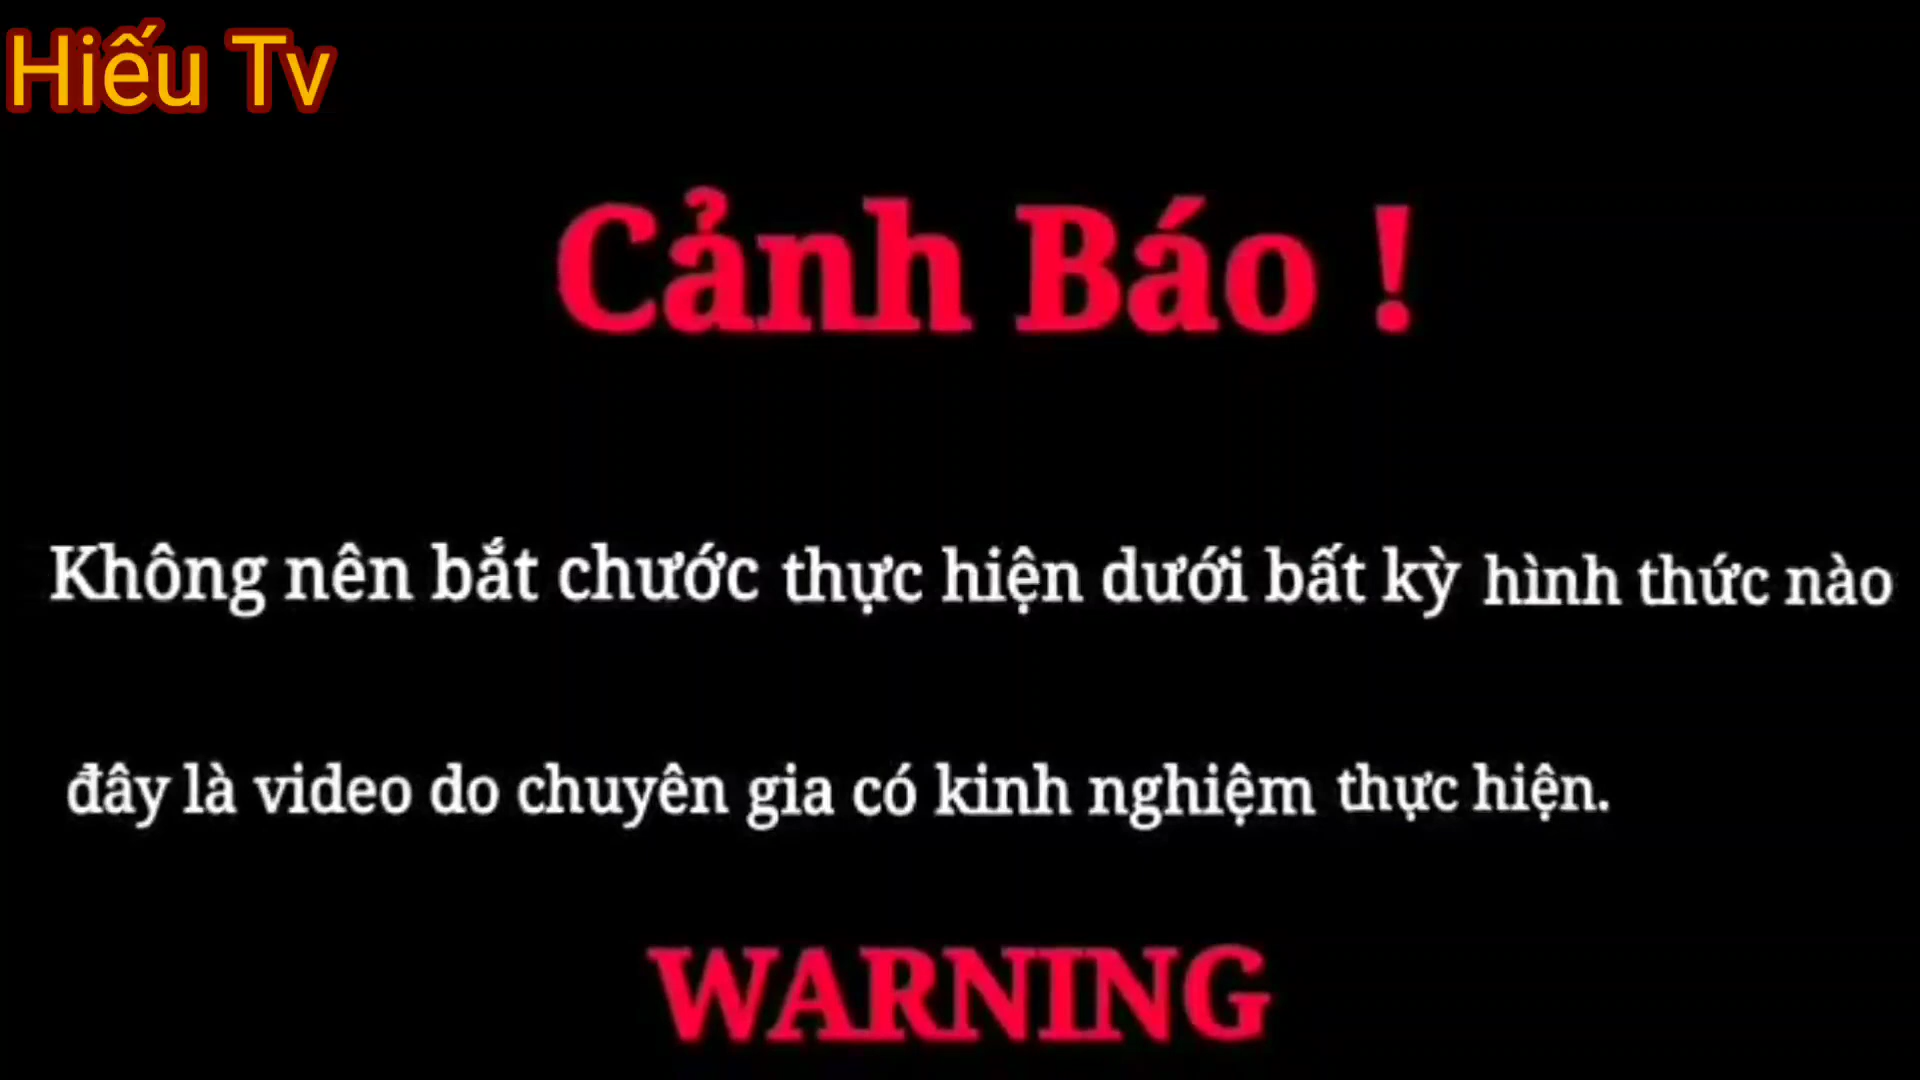 Hiếu Tv
Cảnh Báo !
Không nên bắt chước thực hiện dưới bất kỳ hình thức nào
đây là video do chuyên gia có kinh nghiệm thực hiện.
WARNING